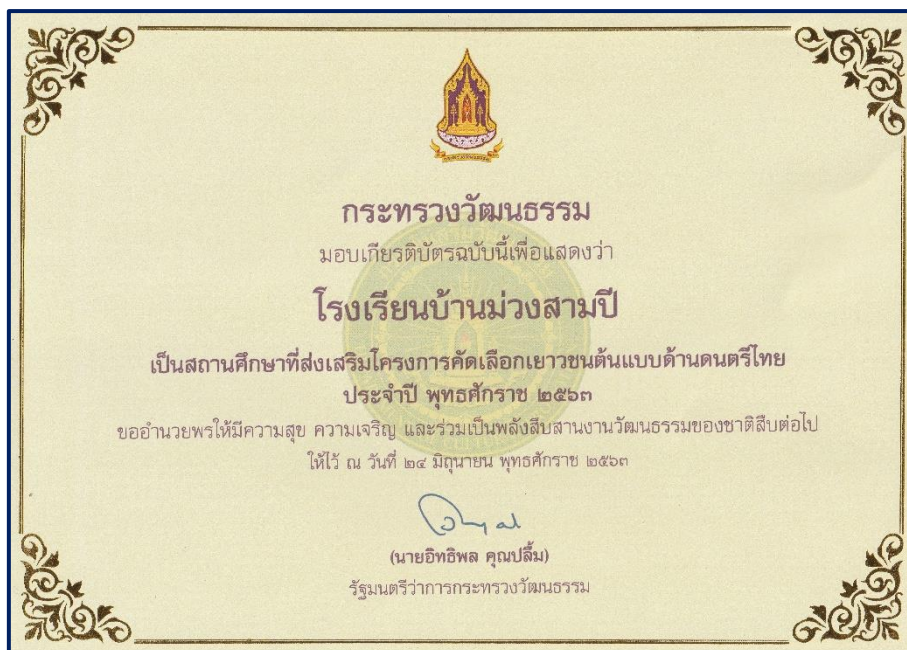 กระทรวงวัฒนธรรม
มอบเกียรติบัตรฉบับนี้เพื่อแสดงว่า
โรงเรียนบ้านม่วงสามปี
เป็นสถานศึกษาที่ส่งเสริมโครงการคัดเลือกเยาวชนต้นแบบด้านดนตรีไทย
ประจำปี พุทธศักราช ๒๕๖๓
ขออำนวยพรให้มีความสุข ความเจริญ และร่วมเป็นพลังสืบสานงานวัฒนธรรมของชาติสืบต่อไป
ให้ไว้ ณ วันที่ ๒๔ มิถุนายน พุทธศักราช ๒๕๖๓
(นายอิทธิพล คุณปลื้ม)
รัฐมนตรีว่าการกระทรวงวัฒนธรรม